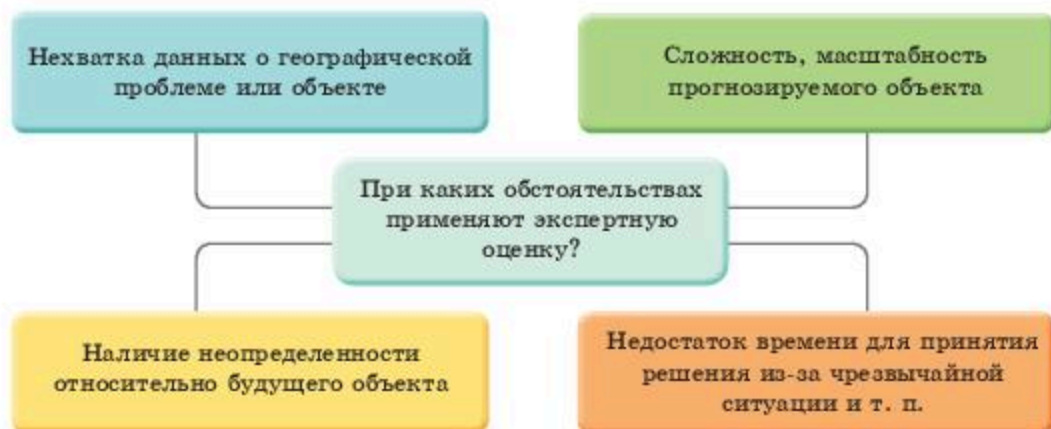 Нехватка данных о географической
проблеме или объекте
Сложность, масштабность
прогнозируемого объекта
При каких обстоятельствах
применяют экспертную
оценку?
Наличие неопределенности
относительно будущего объекта
Недостаток времени для принятия
решения из-за чрезвычайной
ситуации и т. п.